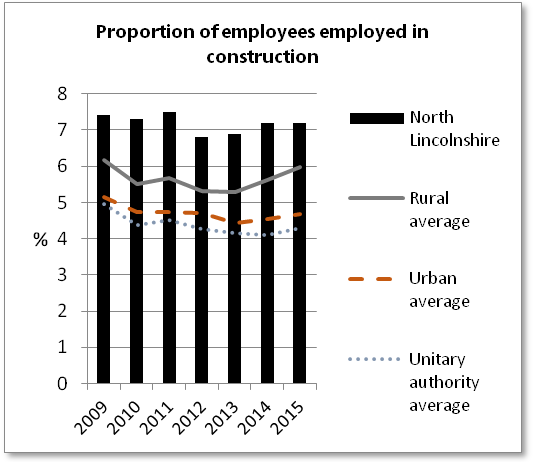 Proportion of employees employed in
construction
8
7
6
5
4
3
2
1
0
%
2009
2010
2011
2012
2013
2014
2015
North
Lincolnshire
Rural
average
Urban
average
Unitary
authority
average